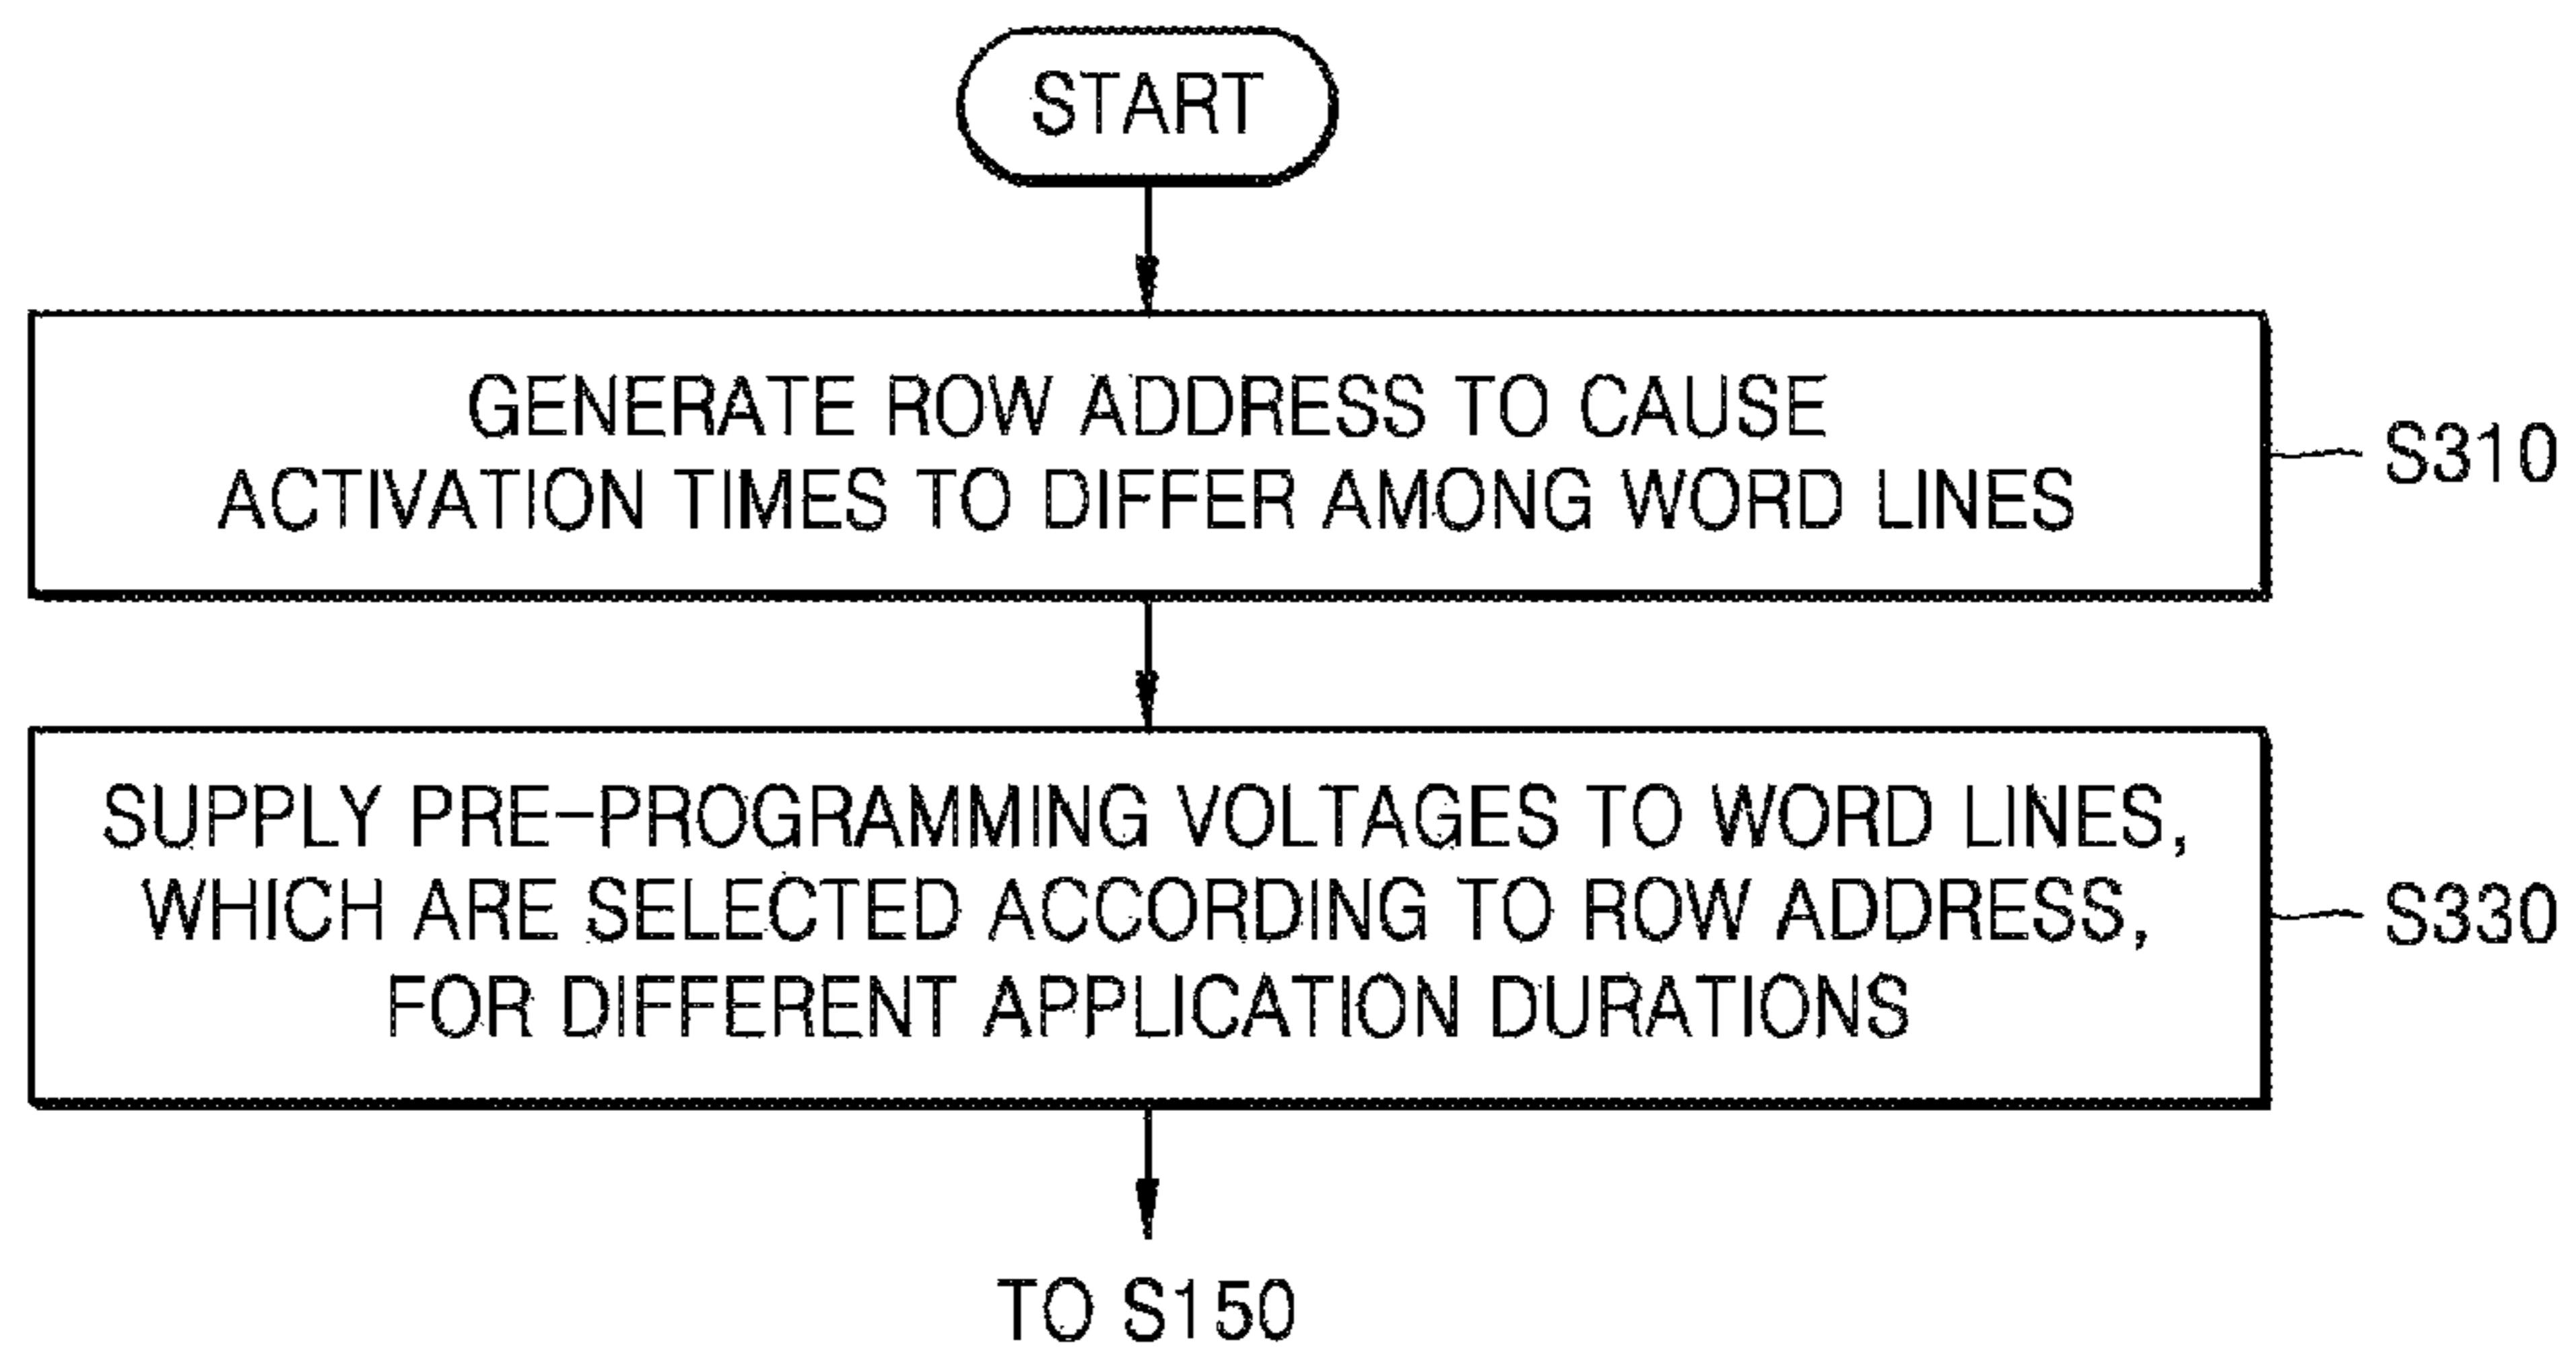 START
GENERATE ROW ADDRESS TO CAUSE
ACTIVATION TIMES TO DIFFER AMONG WORD LINES
S310
SUPPLY PRE-PROGRAMMING VOLTAGES TO WORD LINES,
WHICH ARE SELECTED ACCORDING TO ROW ADDRESS,
FOR DIFFERENT APPLICATION DURATIONS
S330
TO S150